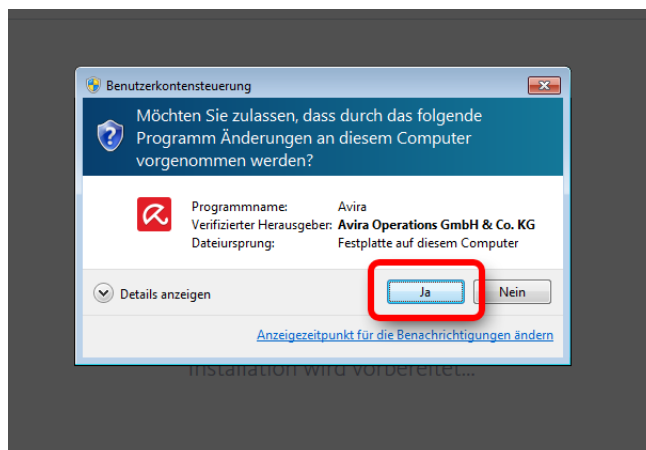 Benutzerkontensteuerung
Möchten Sie zulassen, dass durch das folgende
Programm Änderungen an diesem Computer
vorgenommen werden?
Programmname: Avira
Verifizierter Herausgeber: Avira Operations GmbH & Co. KG
Dateiursprung: Festplatte auf diesem Computer
Details anzeigen Ja Nein
Anzeigezeitpunkt für die Benachrichtigungen ändern
Installation wird vorbereitet...